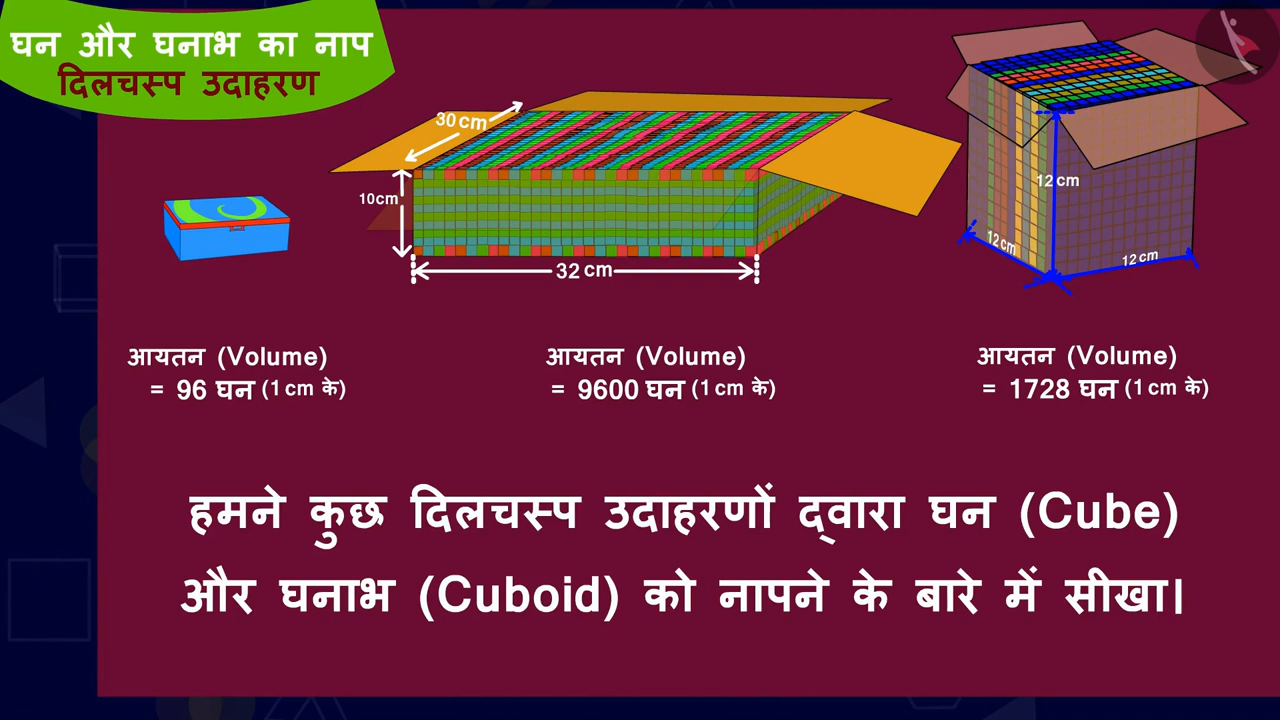 घन और घनाभ का नाप
दिलचस्प उदाहरण
30 cm
10cm
32 cm
12 cm
12 cm
12 cm
आयतन (Volume)
= 96 घन (1 cm के)
आयतन (Volume)
= 9600 घन (1 cm के)
आयतन (Volume)
= 1728 घन (1 cm के)
हमने कुछ दिलचस्प उदाहरणों द्वारा घन (Cube)
और घनाभ (Cuboid) को नापने के बारे में सीखा।